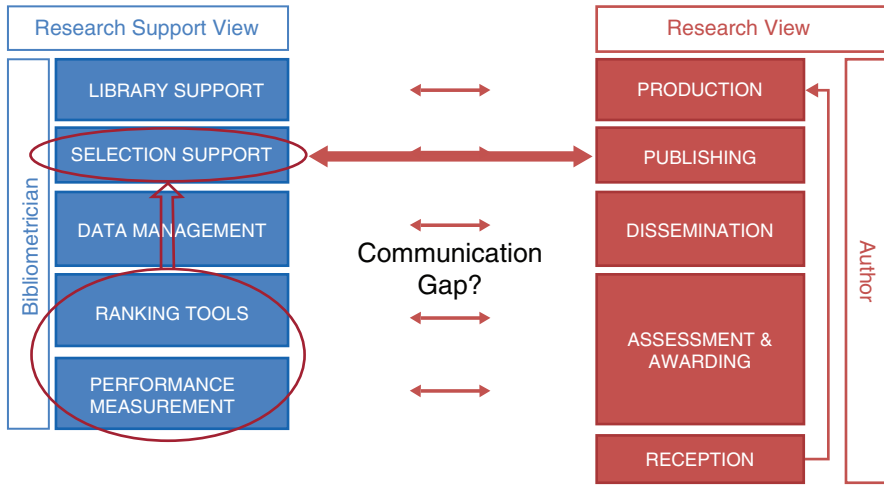 Research Support View
Research View
Bibliometrician
LIBRARY SUPPORT
SELECTION SUPPORT
DATA MANAGEMENT
RANKING TOOLS
PERFORMANCE
MEASUREMENT
Communication
Gap?
PRODUCTION
PUBLISHING
DISSEMINATION
ASSESSMENT &
AWARDING
RECEPTION
Author